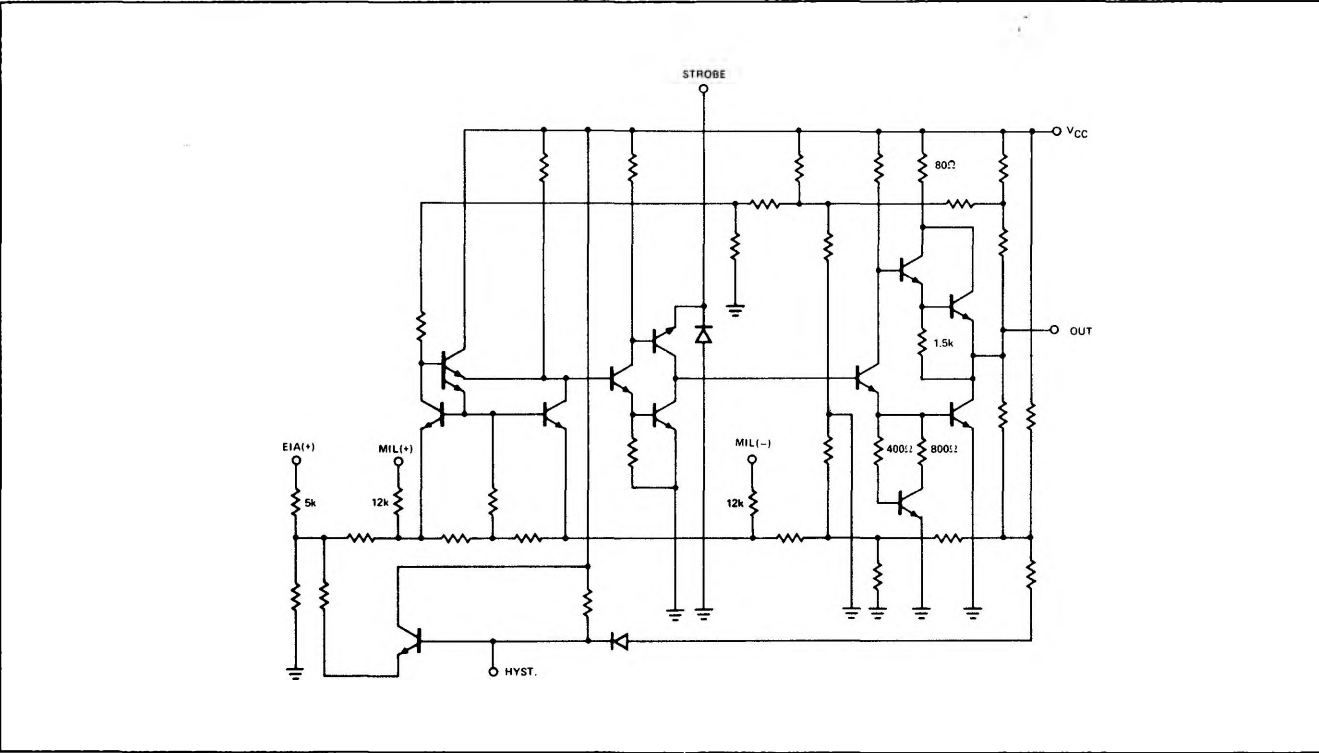 STROBE
VCC
80Ω
OUT
1.5k
EIA(+)
MIL(+)
MIL(−)
400Ω
800Ω
5k
12k
12k
HYST.